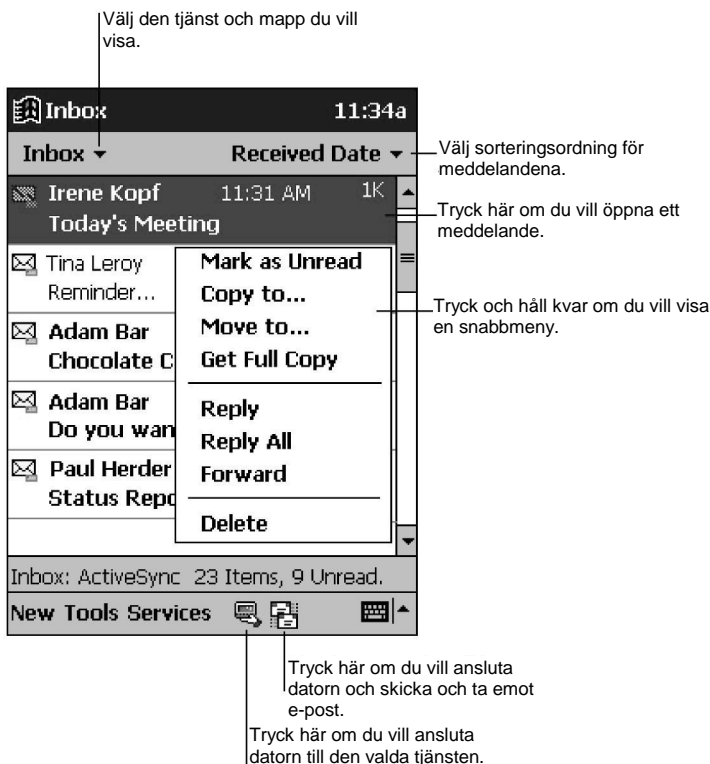 Välj den tjänst och mapp du vill
visa.
Inbox 11:34a
Inbox Received Date
Välj sorteringsordning för
meddelandena.
Irene Kopf 11:31 AM 1K
Today's Meeting
Tryck här om du vill öppna ett
meddelande.
Tina Leroy
Reminder...
Adam Bar
Chocolate C
Adam Bar
Do you wan
Paul Herder
Status Repo
Mark as Unread
Copy to...
Move to...
Get Full Copy
Reply
Reply All
Forward
Delete
Tryck och håll kvar om du vill visa
en snabbmeny.
Inbox: ActiveSync 23 Items, 9 Unread.
New Tools Services
Tryck här om du vill ansluta
datorn och skicka och ta emot
e-post.
Tryck här om du vill ansluta
datorn till den valda tjänsten.